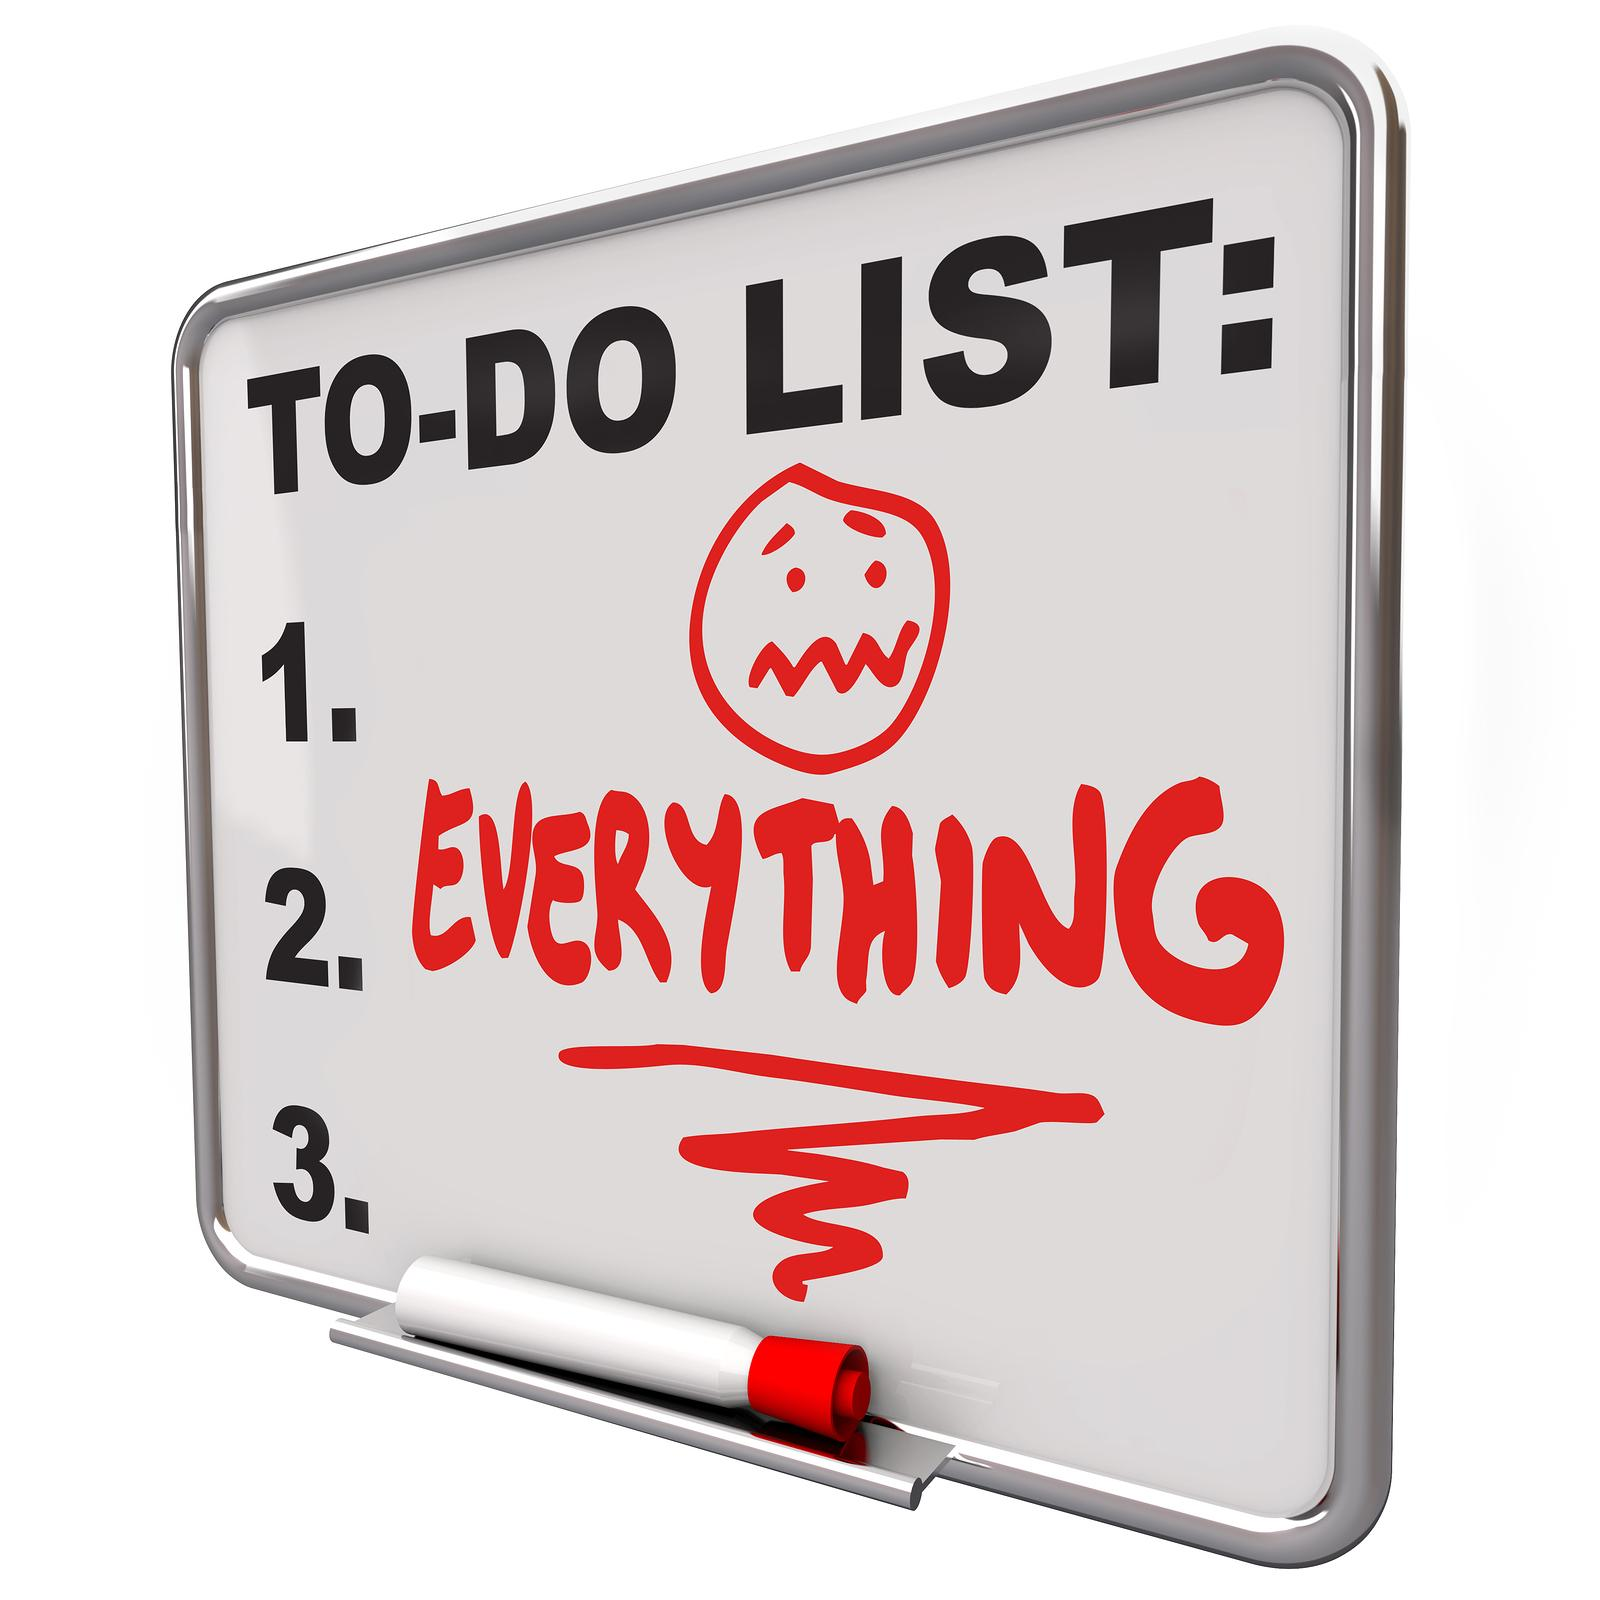 TO-DO LIST:
1.
EVERYTHING
2.
3.